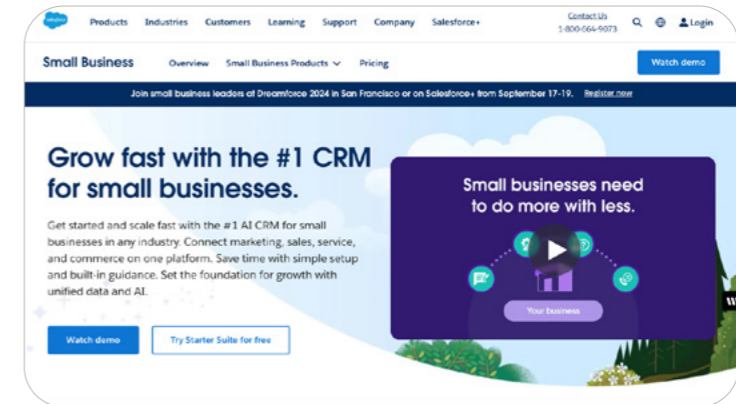 salesforce
Products Industries Customers Learning Support Company Salesforce+
Contact Us
1-800-664-9073
Login
Small Business Overview Small Business Products Pricing
Watch demo
Join small business leaders at Dreamforce 2024 in San Francisco or on Salesforce+ from September 17-19. Register now
Grow fast with the #1 CRM
for small businesses.
Get started and scale fast with the #1 AI CRM for small
businesses in any industry. Connect marketing, sales, service,
and commerce on one platform. Save time with simple setup
and built-in guidance. Set the foundation for growth with
unified data and AI.
Watch demo Try Starter Suite for free
Small businesses need
to do more with less.
Your business